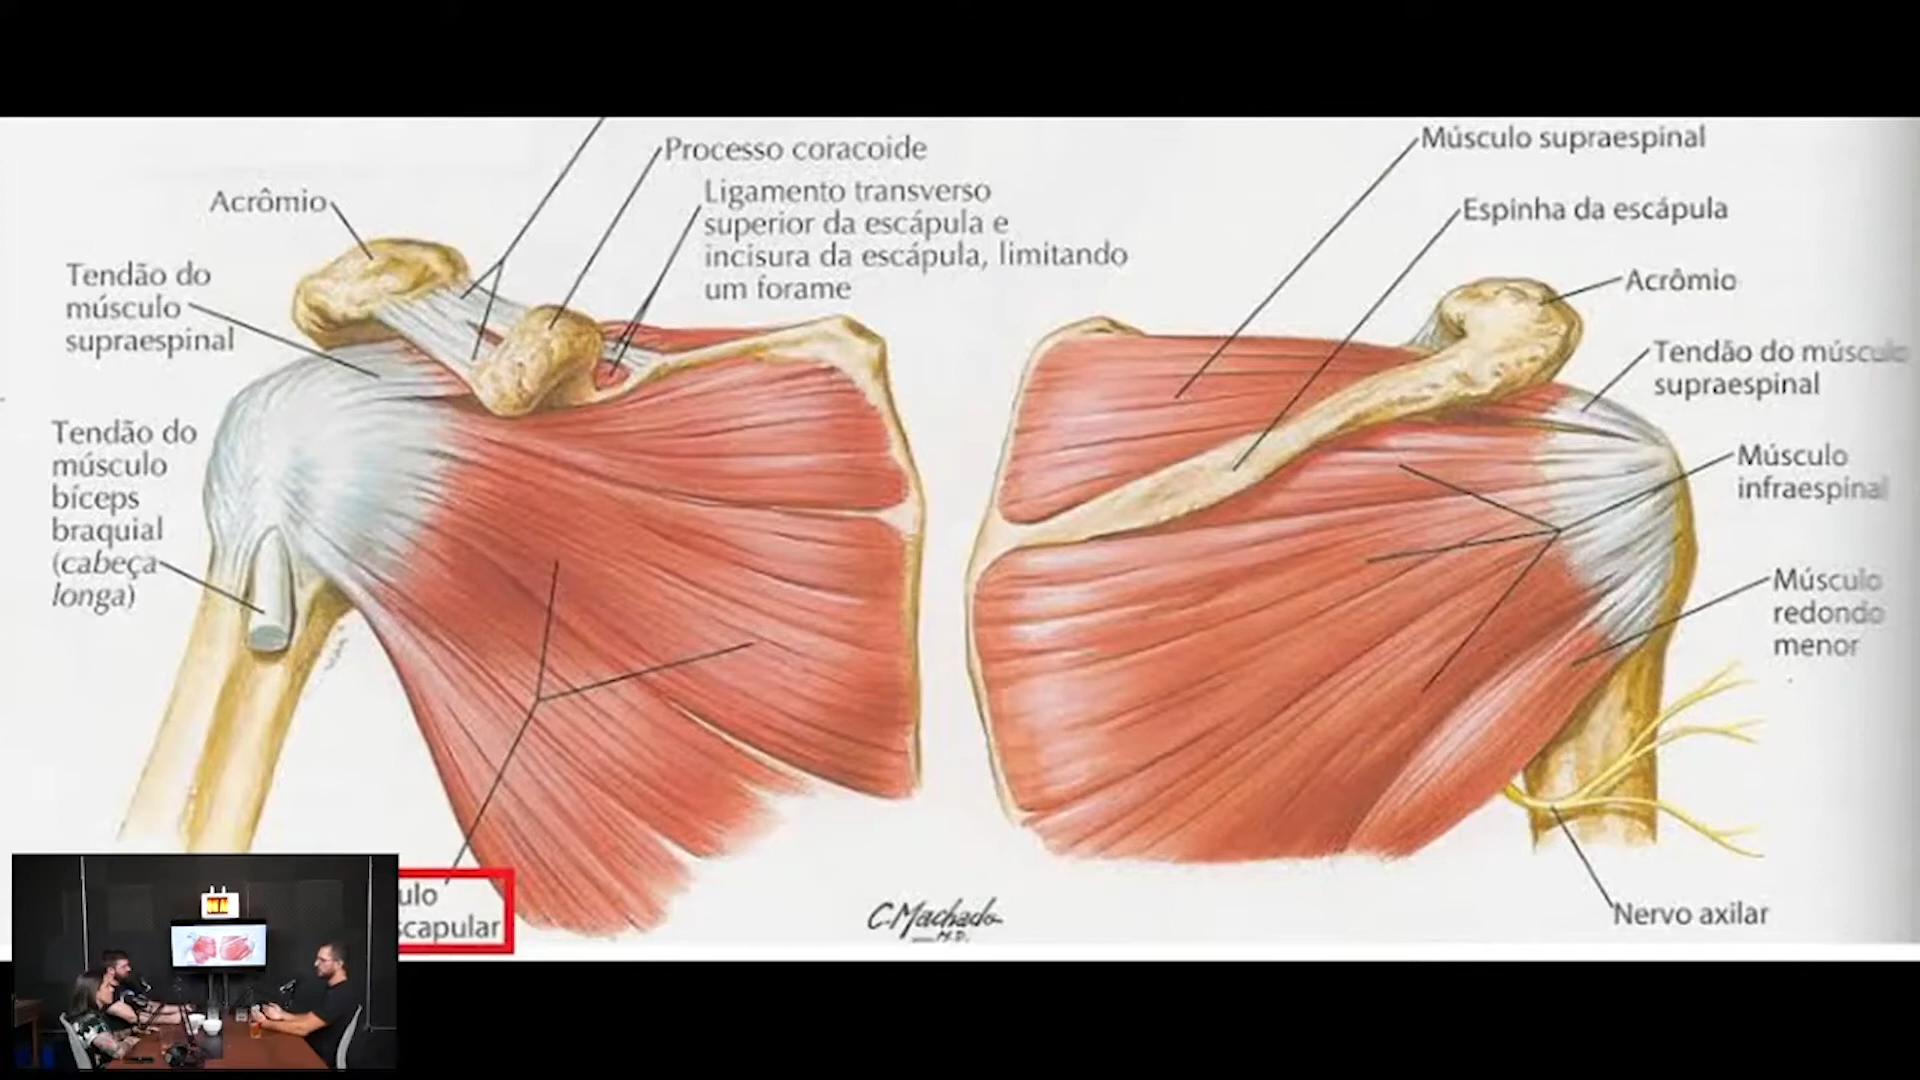 Processo coracoide
Acrômio
Ligamento transverso
superior da escápula e
incisura da escápula, limitando
um forame
Tendão do
músculo
supraespinal
Tendão do
músculo
bíceps
braquial
(cabeça
longa)
ulo
scapular
C.Machado
M.D.
Músculo supraespinal
Espinha da escápula
Acrômio
Tendão do músculo
supraespinal
Músculo
infraespinal
Músculo
redondo
menor
Nervo axilar